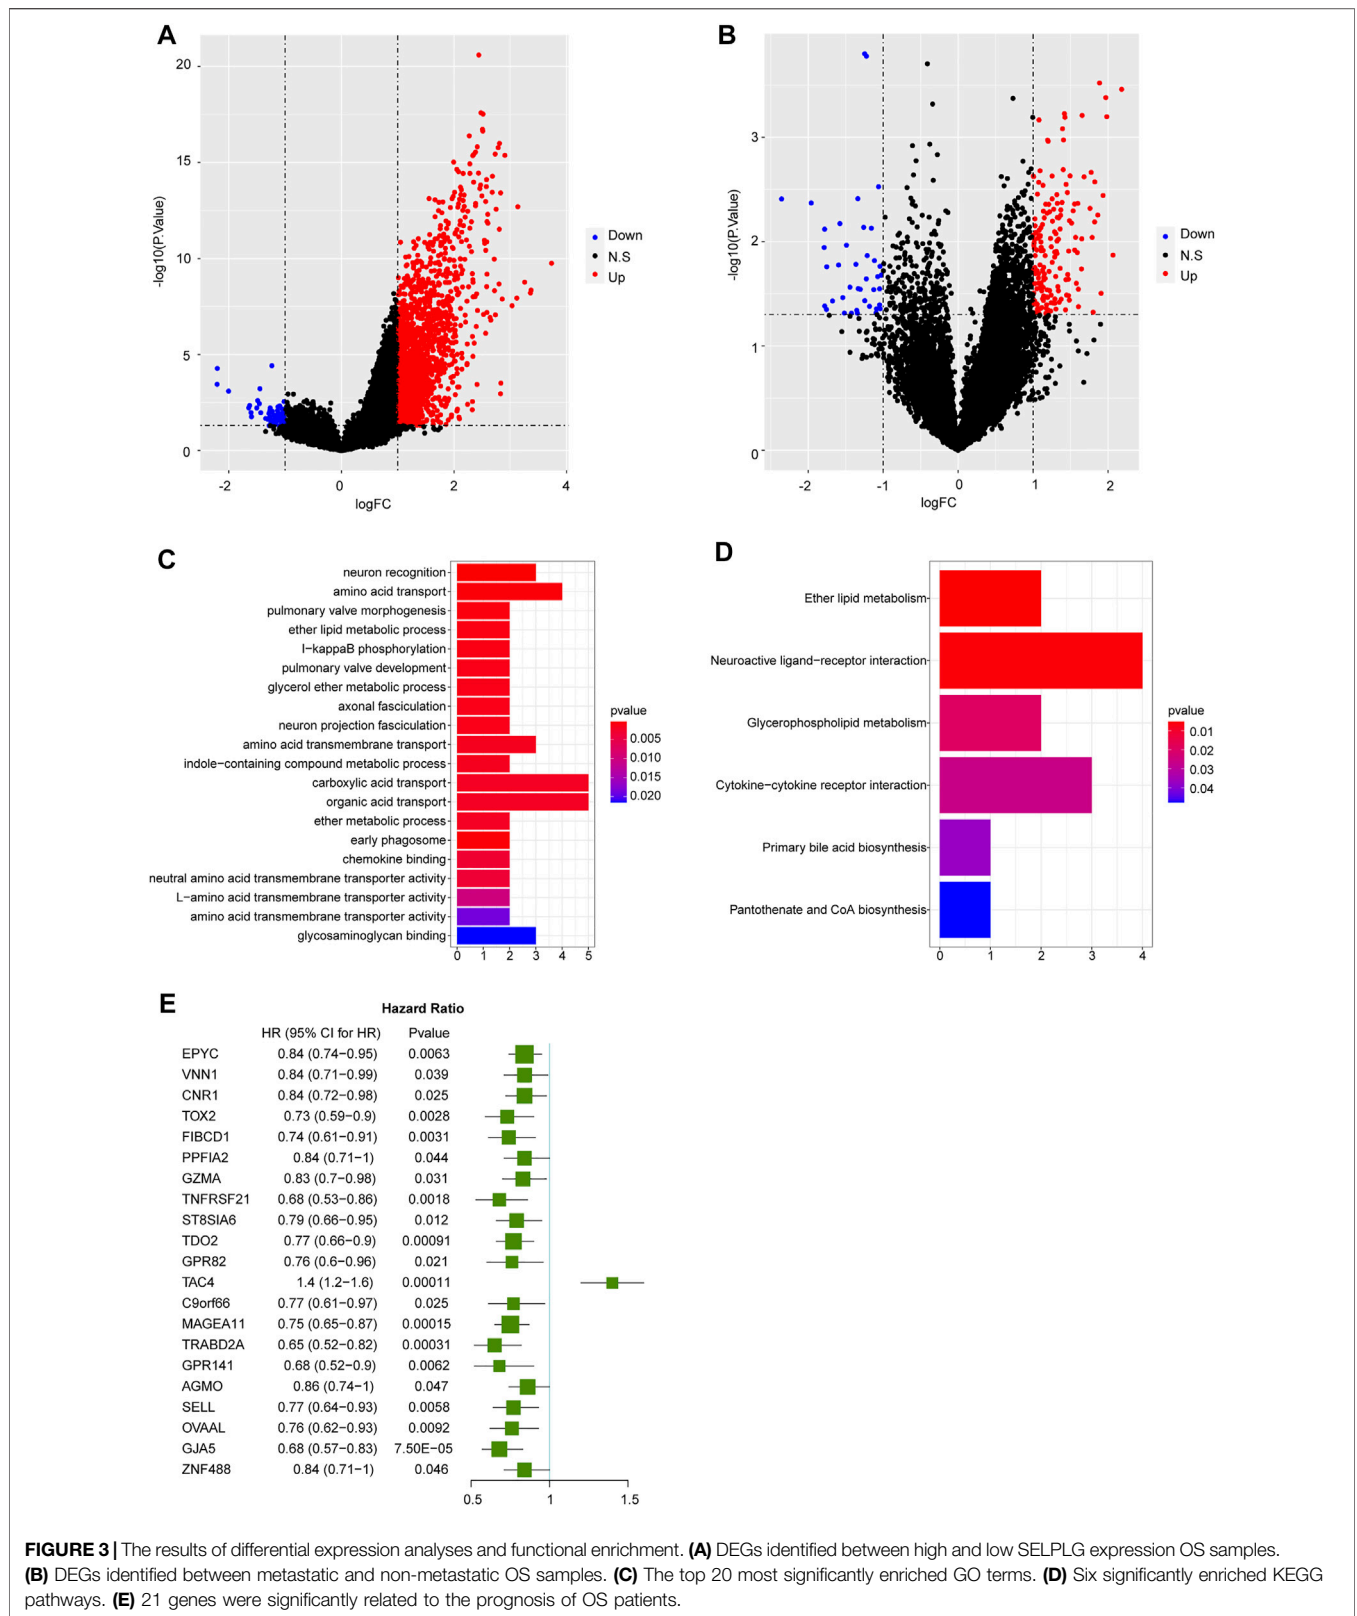 A
20
15
10
5
0
-log10(P.Value)
-2 0 2 4
logFC
Down
N.S
Up
B
3
2
1
0
-log10(P.Value)
-2 -1 0 1 2
logFC
Down
N.S
Up
C
neuron recognition
amino acid transport
pulmonary valve morphogenesis
ether lipid metabolic process
I−kappaB phosphorylation
pulmonary valve development
glycerol ether metabolic process
axonal fasciculation
neuron projection fasciculation
amino acid transmembrane transport
indole−containing compound metabolic process
carboxylic acid transport
organic acid transport
ether metabolic process
early phagosome
chemokine binding
neutral amino acid transmembrane transporter activity
L−amino acid transmembrane transporter activity
amino acid transmembrane transporter activity
glycosaminoglycan binding
0 1 2 3 4 5
pvalue
0.005
0.010
0.015
0.020
D
Ether lipid metabolism
Neuroactive ligand−receptor interaction
Glycerophospholipid metabolism
Cytokine−cytokine receptor interaction
Primary bile acid biosynthesis
Pantothenate and CoA biosynthesis
0 1 2 3 4
pvalue
0.01
0.02
0.03
0.04
E
Hazard Ratio
HR (95% CI for HR) Pvalue
EPYC 0.84 (0.74−0.95) 0.0063
VNN1 0.84 (0.71−0.99) 0.039
CNR1 0.84 (0.72−0.98) 0.025
TOX2 0.73 (0.59−0.9) 0.0028
FIBCD1 0.74 (0.61−0.91) 0.0031
PPFIA2 0.84 (0.71−1) 0.044
GZMA 0.83 (0.7−0.98) 0.031
TNFRSF21 0.68 (0.53−0.86) 0.0018
ST8SIA6 0.79 (0.66−0.95) 0.012
TDO2 0.77 (0.66−0.9) 0.00091
GPR82 0.76 (0.6−0.96) 0.021
TAC4 1.4 (1.2−1.6) 0.00011
C9orf66 0.77 (0.61−0.97) 0.025
MAGEA11 0.75 (0.65−0.87) 0.00015
TRABD2A 0.65 (0.52−0.82) 0.00031
GPR141 0.68 (0.52−0.9) 0.0062
AGMO 0.86 (0.74−1) 0.047
SELL 0.77 (0.64−0.93) 0.0058
OVAAL 0.76 (0.62−0.93) 0.0092
GJA5 0.68 (0.57−0.83) 7.50E−05
ZNF488 0.84 (0.71−1) 0.046
0.5 1 1.5
FIGURE 3 | The results of differential expression analyses and functional enrichment. (A) DEGs identified between high and low SELPLG expression OS samples.
(B) DEGs identified between metastatic and non-metastatic OS samples. (C) The top 20 most significantly enriched GO terms. (D) Six significantly enriched KEGG
pathways. (E) 21 genes were significantly related to the prognosis of OS patients.